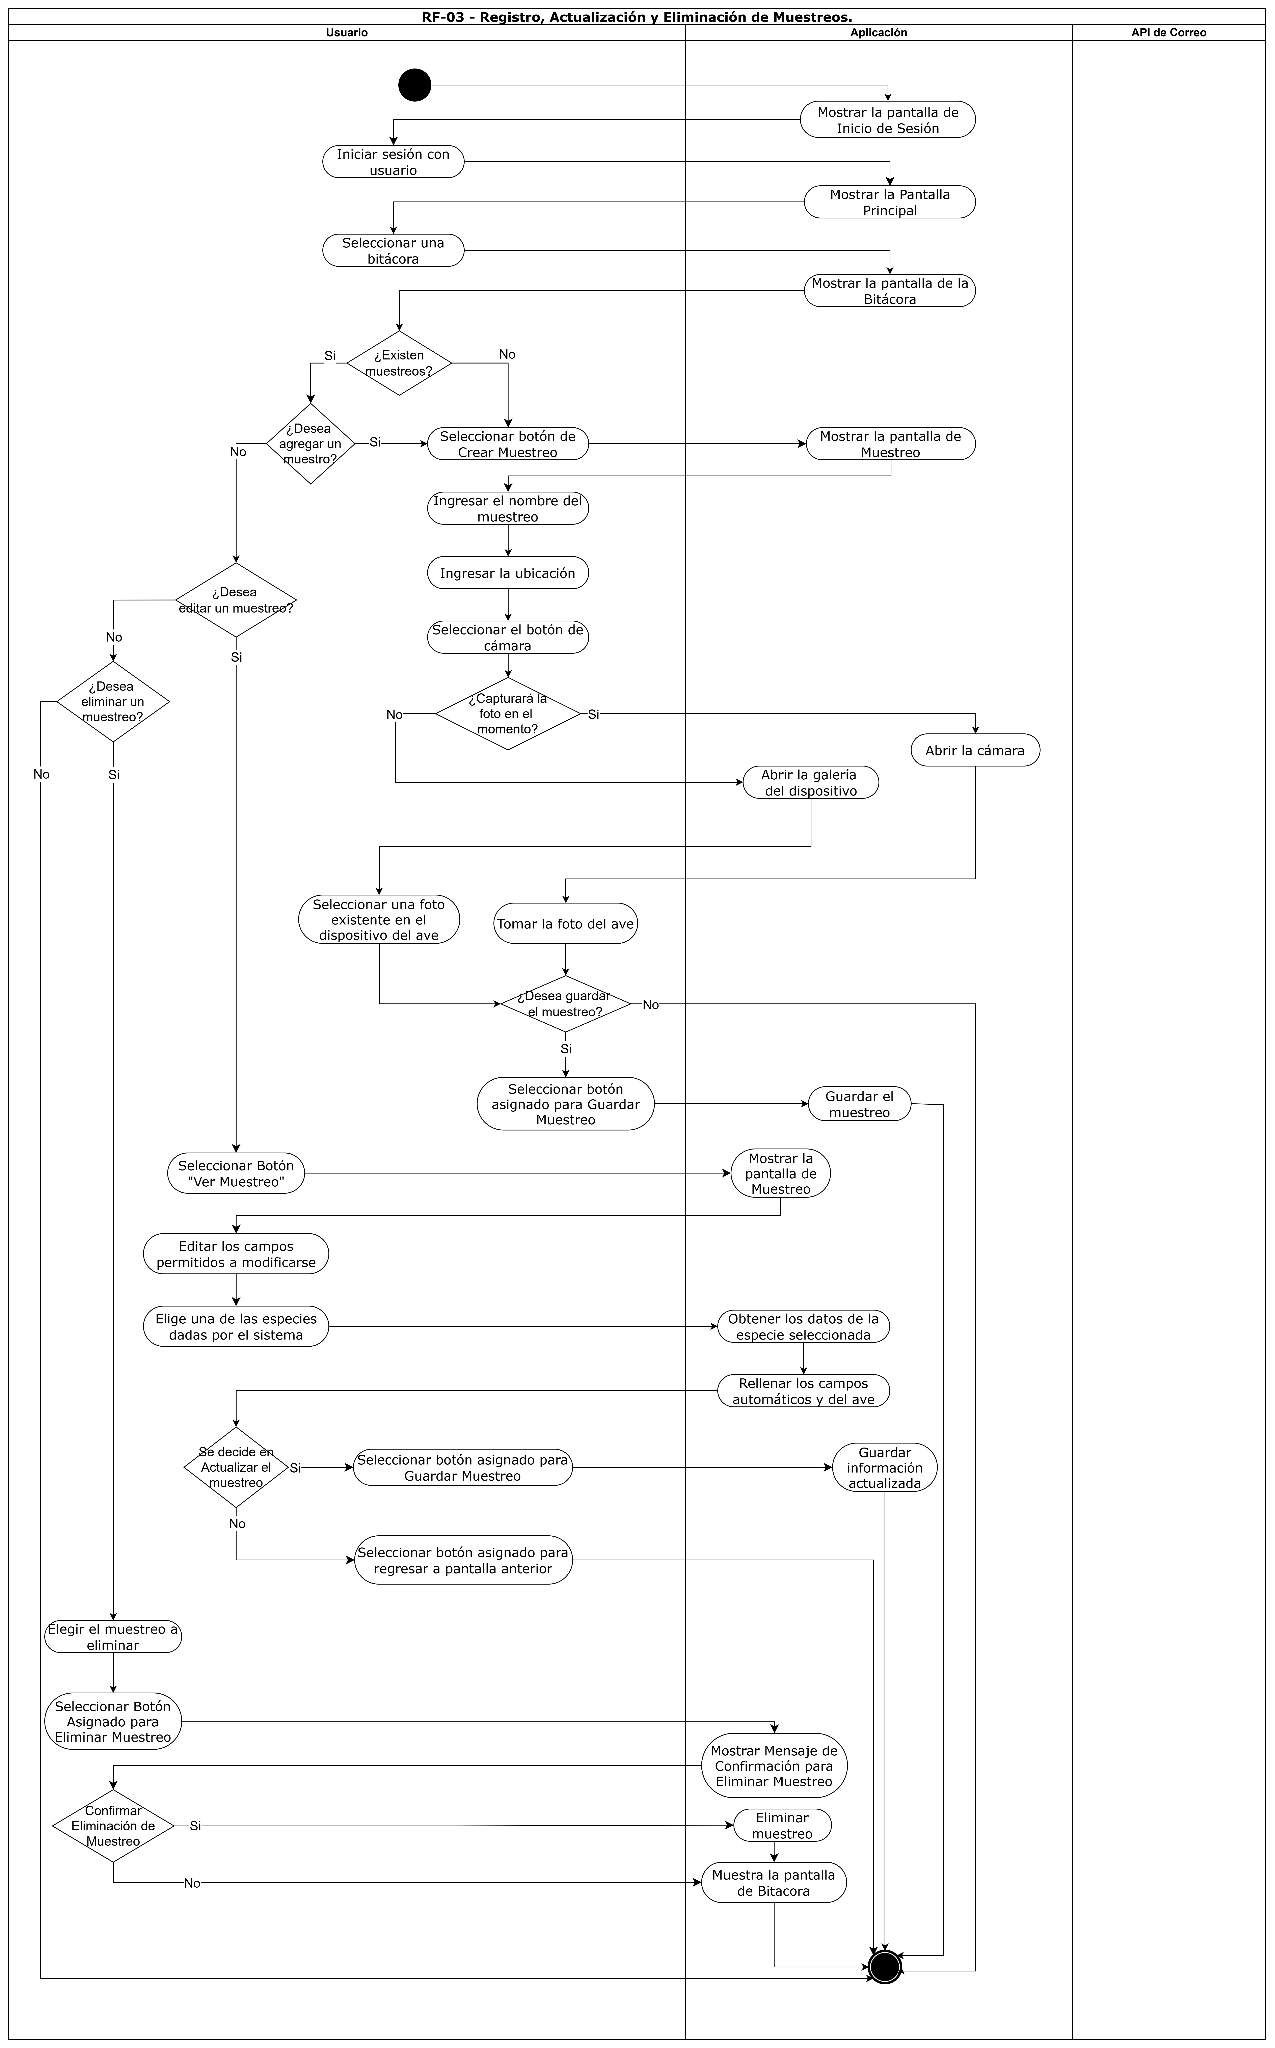 RF-03 - Registro, Actualización y Eliminación de Muestreos.
Usuario
Aplicación
API de Correo
Mostrar la pantalla de
Inicio de Sesión
Iniciar sesión con
usuario
Mostrar la Pantalla
Principal
Seleccionar una
bitácora
Mostrar la pantalla de la
Bitácora
¿Existen
muestreos?
Si
No
¿Desea
agregar un
muestro?
No
Si
Seleccionar botón de
Crear Muestreo
Mostrar la pantalla de
Muestreo
Ingresar el nombre del
muestreo
Ingresar la ubicación
¿Desea
editar un muestreo?
No
Si
Seleccionar el botón de
cámara
¿Desea
eliminar un
muestreo?
No
Si
¿Capturará la
foto en el
momento?
No
Si
Abrir la cámara
Abrir la galería
del dispositivo
Seleccionar una foto
existente en el
dispositivo del ave
Tomar la foto del ave
¿Desea guardar
el muestreo?
No
Si
Seleccionar botón
asignado para Guardar
Muestreo
Guardar el
muestreo
Seleccionar Botón
"Ver Muestreo"
Mostrar la
pantalla de
Muestreo
Editar los campos
permitidos a modificarse
Elige una de las especies
dadas por el sistema
Obtener los datos de la
especie seleccionada
Rellenar los campos
automáticos y del ave
Se decide en
Actualizar el
muestreo
Si
No
Seleccionar botón asignado para
Guardar Muestreo
Guardar
información
actualizada
Seleccionar botón asignado para
regresar a pantalla anterior
Elegir el muestreo a
eliminar
Seleccionar Botón
Asignado para
Eliminar Muestreo
Mostrar Mensaje de
Confirmación para
Eliminar Muestreo
Confirmar
Eliminación de
Muestreo
Si
No
Eliminar
muestreo
Muestra la pantalla
de Bitacora